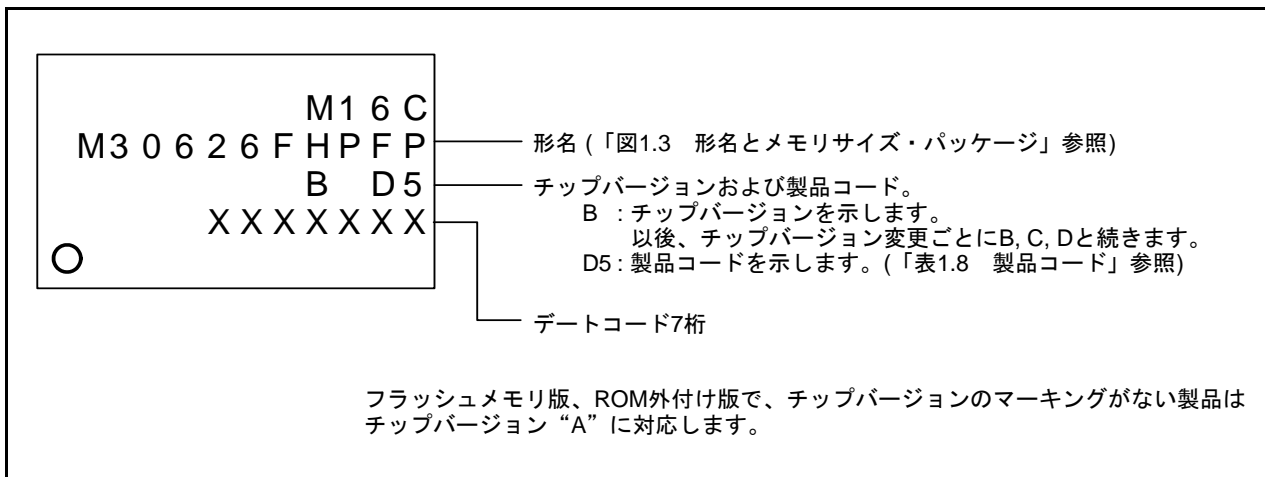 M16C
M30626FHPFP
形名 (「図1.3　形名とメモリサイズ・パッケージ」参照)
B D5
チップバージョンおよび製品コード。
B : チップバージョンを示します。
以後、チップバージョン変更ごとにB, C, Dと続きます。
D5 : 製品コードを示します。(「表1.8　製品コード」参照)
XXXXXXX
デートコード7桁
フラッシュメモリ版、ROM外付け版で、チップバージョンのマーキングがない製品は
チップバージョン“A”に対応します。